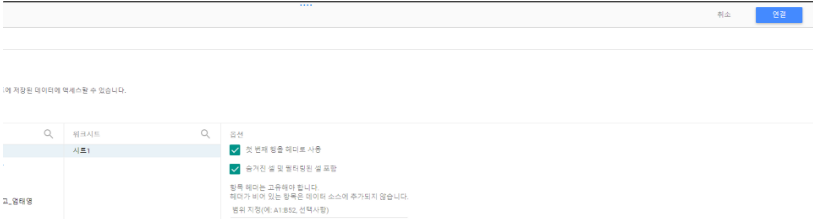 취소
연결
에 저장된 데이터에 액세스할 수 있습니다.
워크시트
옵션
시트1
첫 번째 행을 헤더로 사용
숨겨진 셀 및 필터링된 셀 포함
항목 헤더는 고유해야 합니다.
헤더가 비어 있는 항목은 데이터 소스에 추가되지 않습니다.
고_염태영
범위 지정(예: A1:B52, 선택사항)